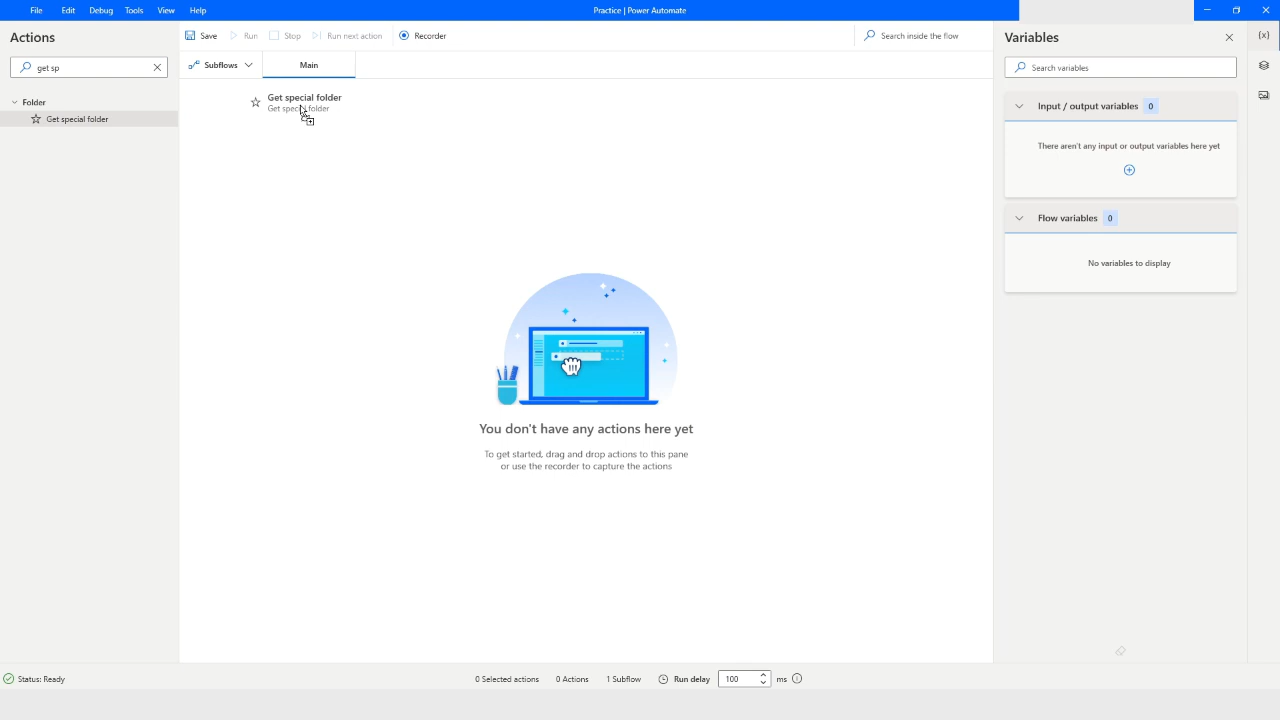 File Edit Debug Tools View Help
Practice | Power Automate
Actions
get sp
Folder
Get special folder
Save Run Stop Run next action Recorder
Search inside the flow
Subflows Main
Get special folder
Get special folder
You don't have any actions here yet
To get started, drag and drop actions to this pane
or use the recorder to capture the actions
Variables
{x}
Search variables
Input / output variables 0
There aren't any input or output variables here yet
Flow variables 0
No variables to display
Status: Ready
0 Selected actions 0 Actions 1 Subflow Run delay 100 ms